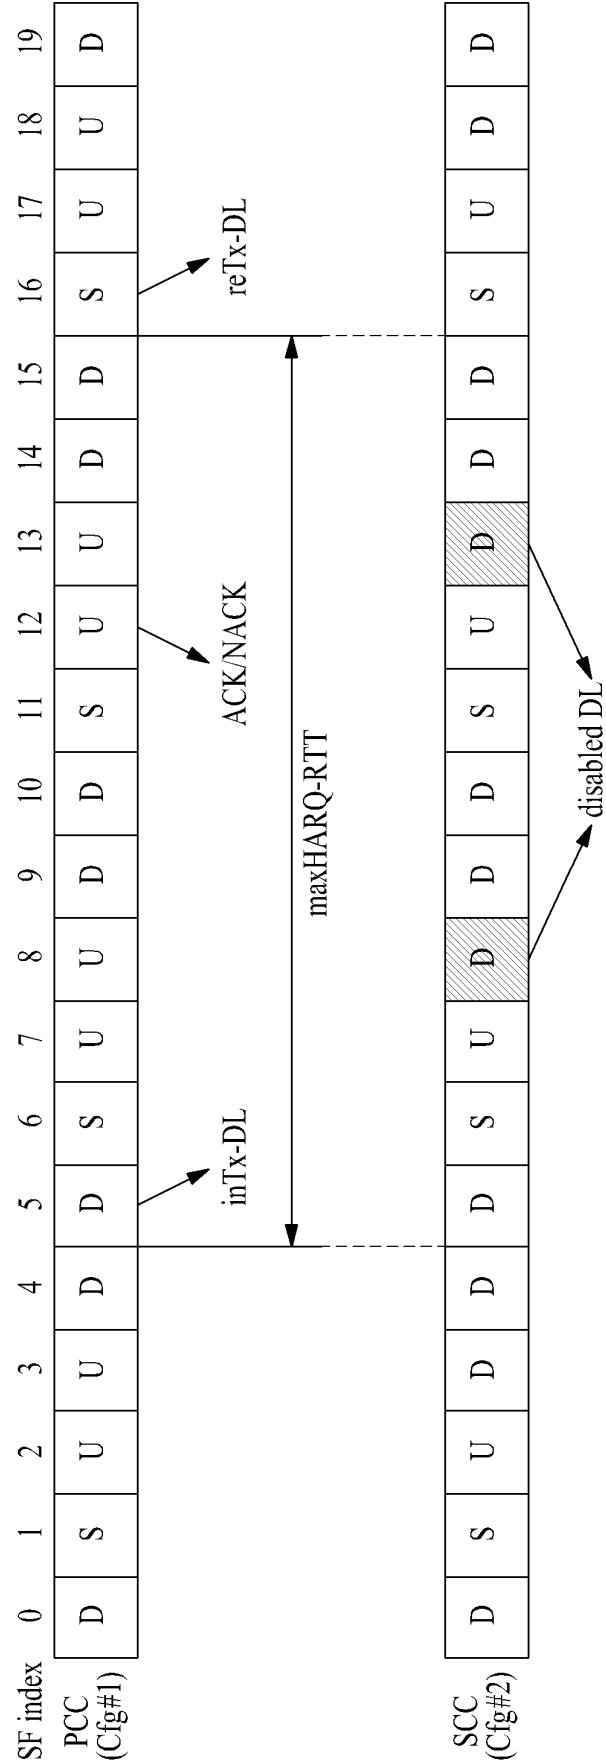 SF index 0 1 2 3 4 5 6 7 8 9 10 11 12 13 14 15 16 17 18 19
PCC
(Cfg#1)
D S U U D D S U U D D S U U D D S U U D
inTx-DL ACK/NACK reTx-DL
maxHARQ-RTT
SCC
(Cfg#2)
D S U D D D S U D D D S U D D D S U D D
disabled DL